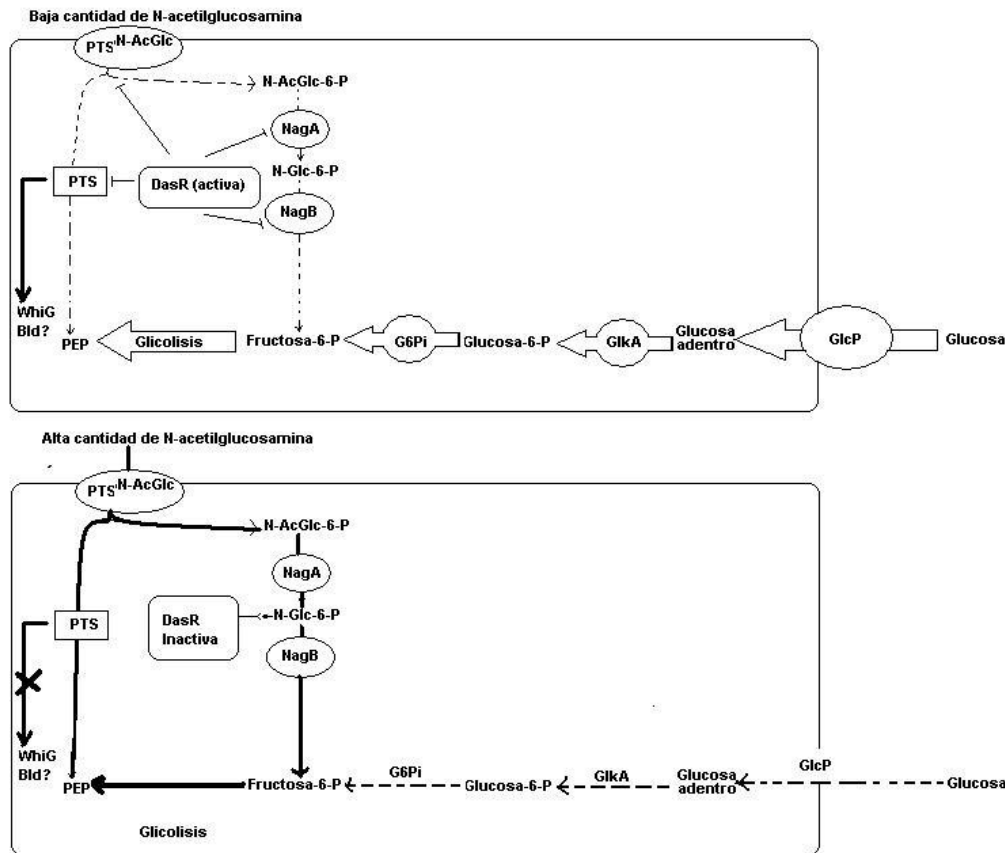 Baja cantidad de N-acetilglucosamina
PTS N-AcGlc
N-AcGlc-6-P
NagA
N-Glc-6-P
PTS
DasR (activa)
NagB
WhiG
Bld?
PEP
Glicolisis
Fructosa-6-P
G6Pi
Glucosa-6-P
GlkA
Glucosa
adentro
GlcP
Glucosa
Alta cantidad de N-acetilglucosamina
PTS N-AcGlc
N-AcGlc-6-P
NagA
N-Glc-6-P
PTS
DasR
Inactiva
NagB
WhiG
Bld?
PEP
Fructosa-6-P
G6Pi
Glucosa-6-P
GlkA
Glucosa
adentro
GlcP
Glucosa
Glicolisis